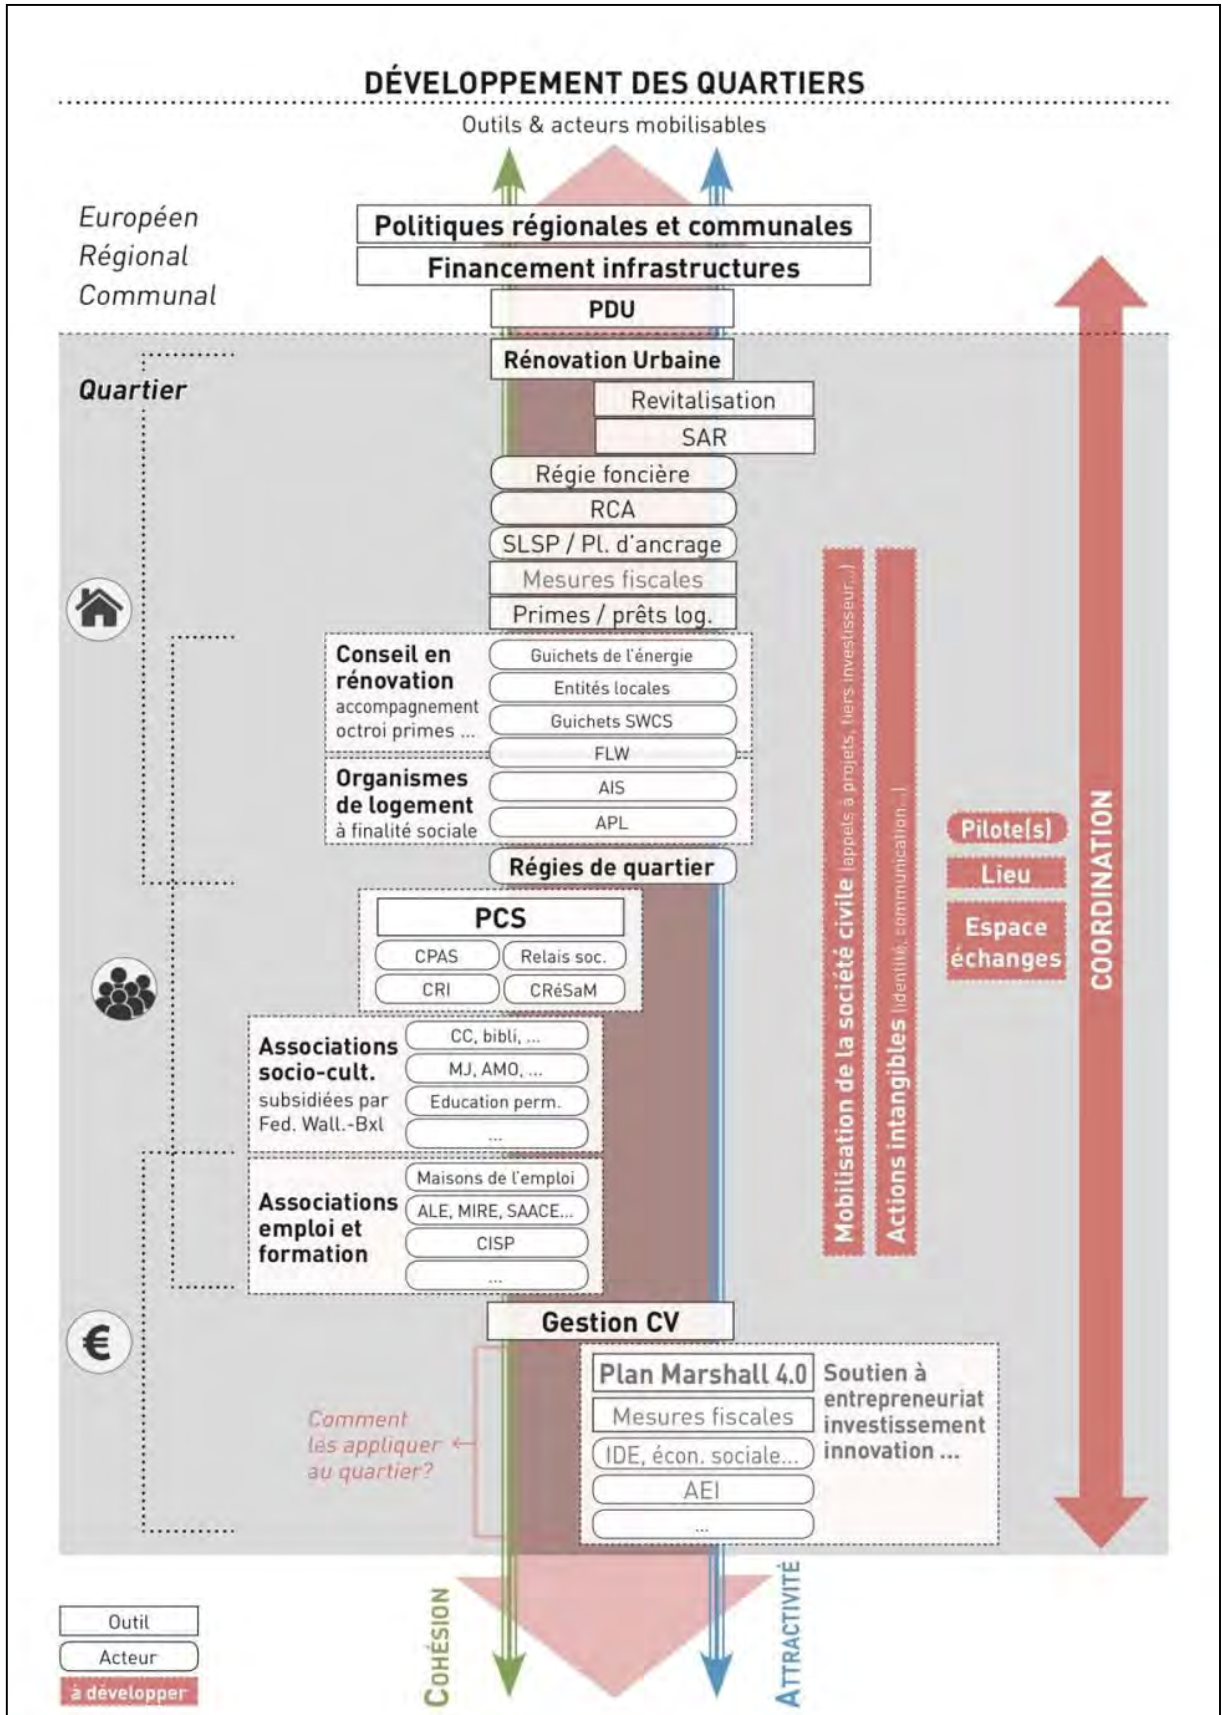 DÉVELOPPEMENT DES QUARTIERS
Outils & acteurs mobilisables
Européen
Régional
Communal
Politiques régionales et communales
Financement infrastructures
PDU
Quartier
Rénovation Urbaine
Revitalisation
SAR
Régie foncière
RCA
SLSP / Pl. d'ancrage
Mesures fiscales
Primes / prêts log.
Conseil en
rénovation
accompagnement
octroi primes ...
Guichets de l'énergie
Entités locales
Guichets SWCS
FLW
Organismes
de logement
à finalité sociale
AIS
APL
Régies de quartier
PCS
CPAS
Relais soc.
CRI
CRéSaM
Associations
socio-cult.
subsidiées par
Fed. Wall.-Bxl
CC, bibli, ...
MJ, AMO, ...
Education perm.
...
Associations
emploi et
formation
Maisons de l'emploi
ALE, MIRE, SAACE...
CISP
...
€
Gestion CV
Plan Marshall 4.0
Mesures fiscales
IDE, écon. sociale...
AEI
...
Soutien à
entrepreneuriat
investissement
innovation ...
Comment
les appliquer
au quartier?
Mobilisation de la société civile (appels à projets, tiers investisseur...)
Actions intangibles (identité, communication...)
Pilote(s)
Lieu
Espace
échanges
COORDINATION
COHÉSION
ATTRACTIVITÉ
Outil
Acteur
à développer